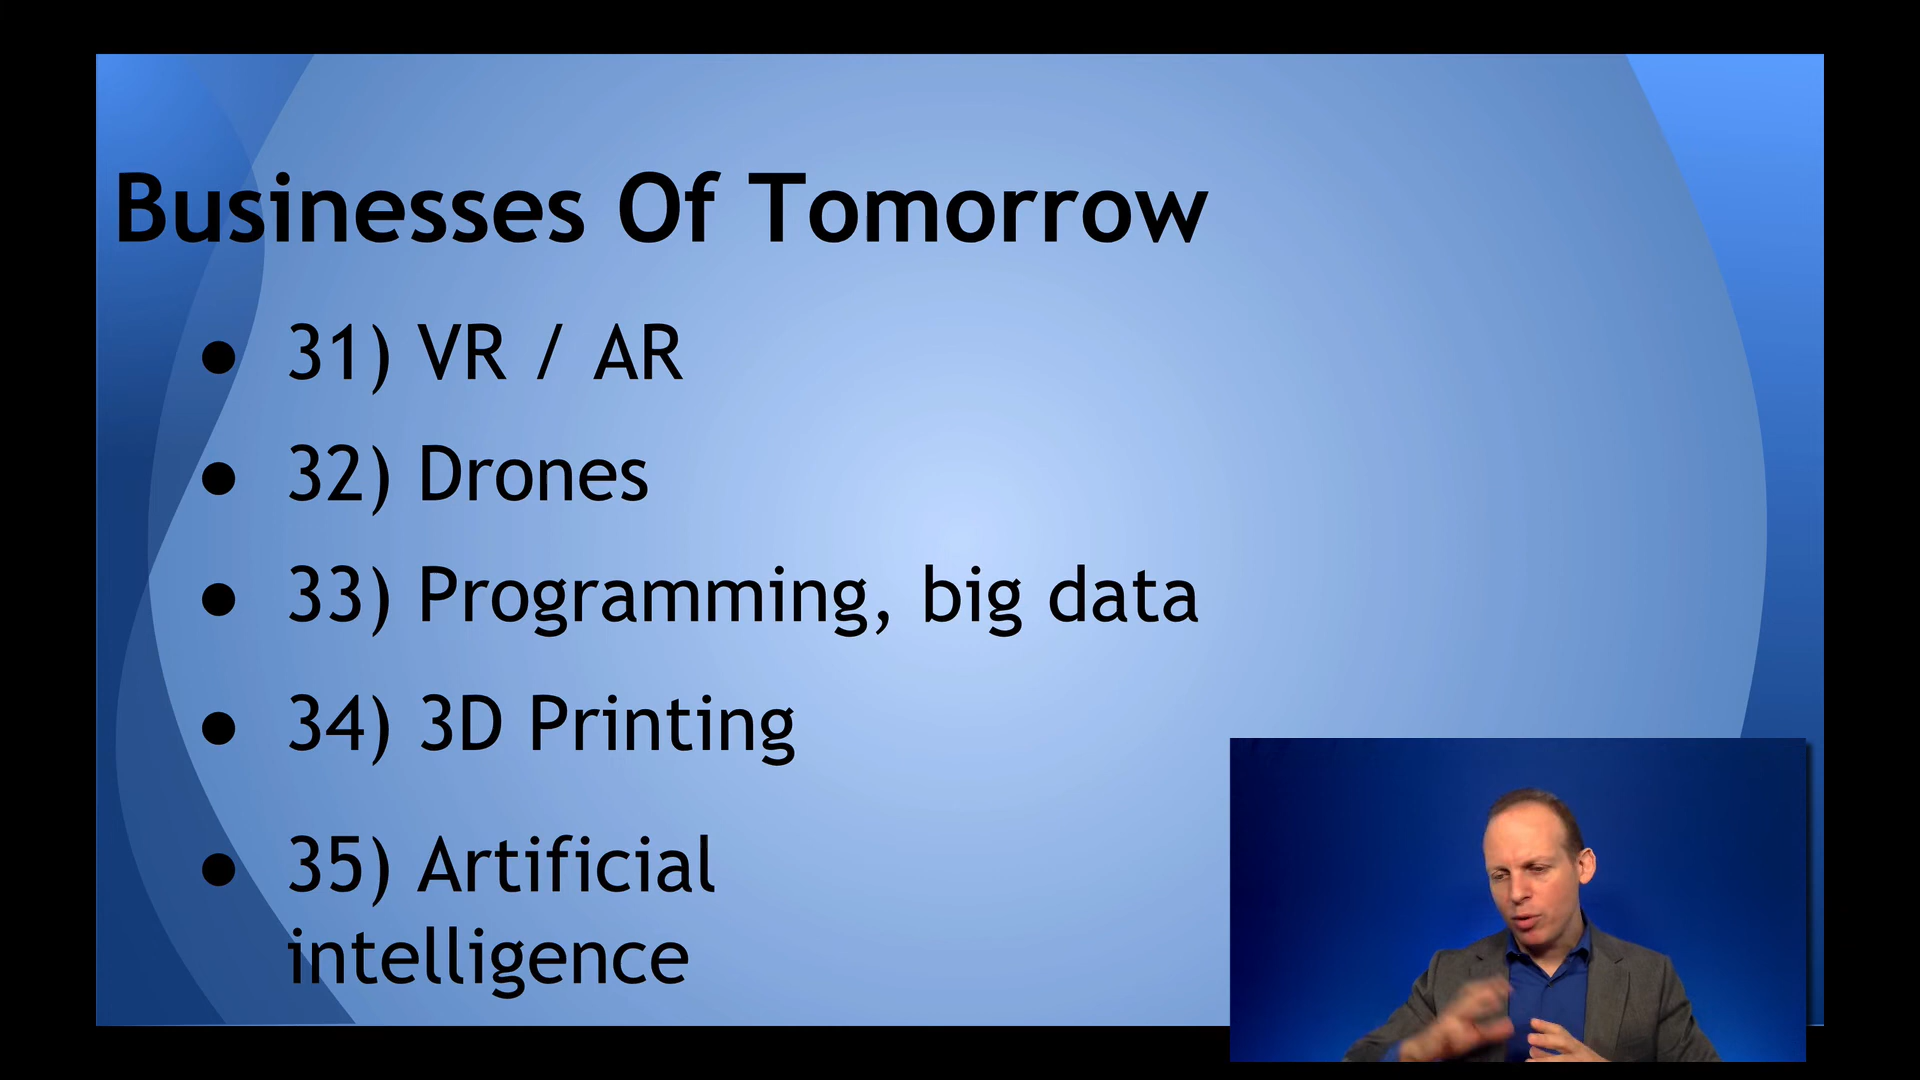 Businesses Of Tomorrow
● 31) VR / AR
● 32) Drones
● 33) Programming, big data
● 34) 3D Printing
● 35) Artificial
intelligence